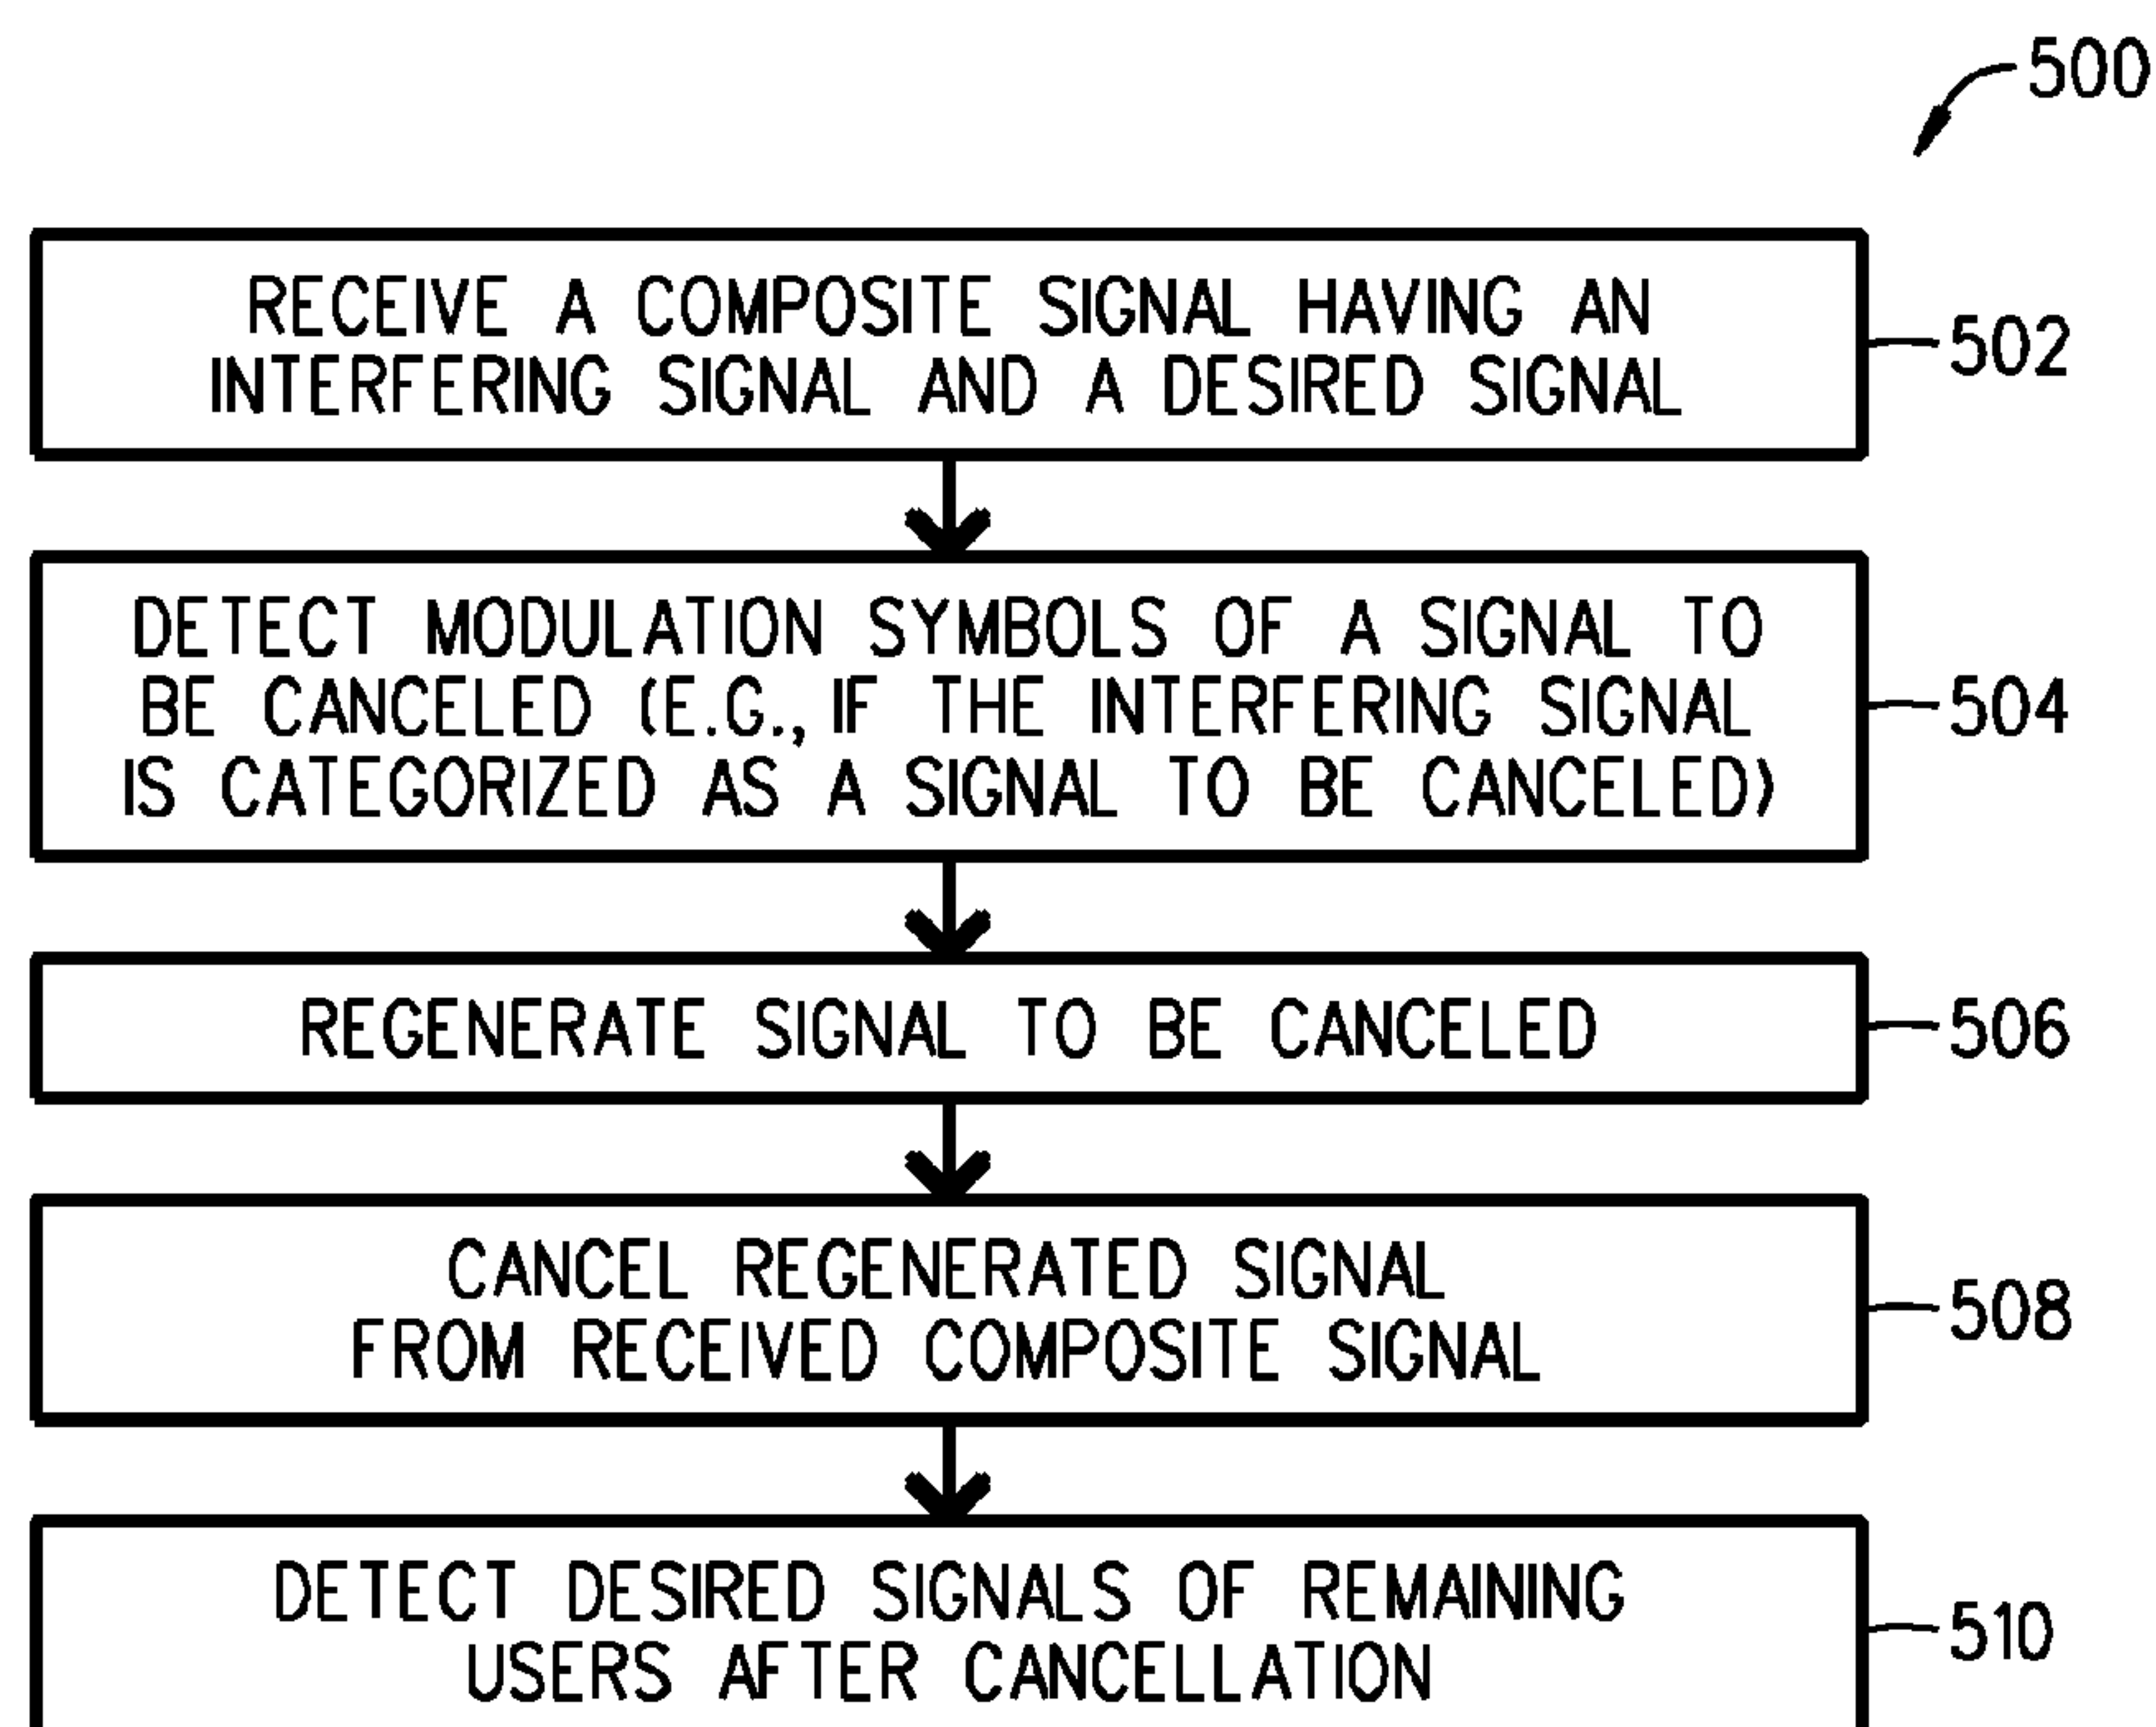 500
RECEIVE A COMPOSITE SIGNAL HAVING AN
INTERFERING SIGNAL AND A DESIRED SIGNAL
502
DETECT MODULATION SYMBOLS OF A SIGNAL TO
BE CANCELED (E.G., IF THE INTERFERING SIGNAL
IS CATEGORIZED AS A SIGNAL TO BE CANCELED)
504
REGENERATE SIGNAL TO BE CANCELED
506
CANCEL REGENERATED SIGNAL
FROM RECEIVED COMPOSITE SIGNAL
508
DETECT DESIRED SIGNALS OF REMAINING
USERS AFTER CANCELLATION
510